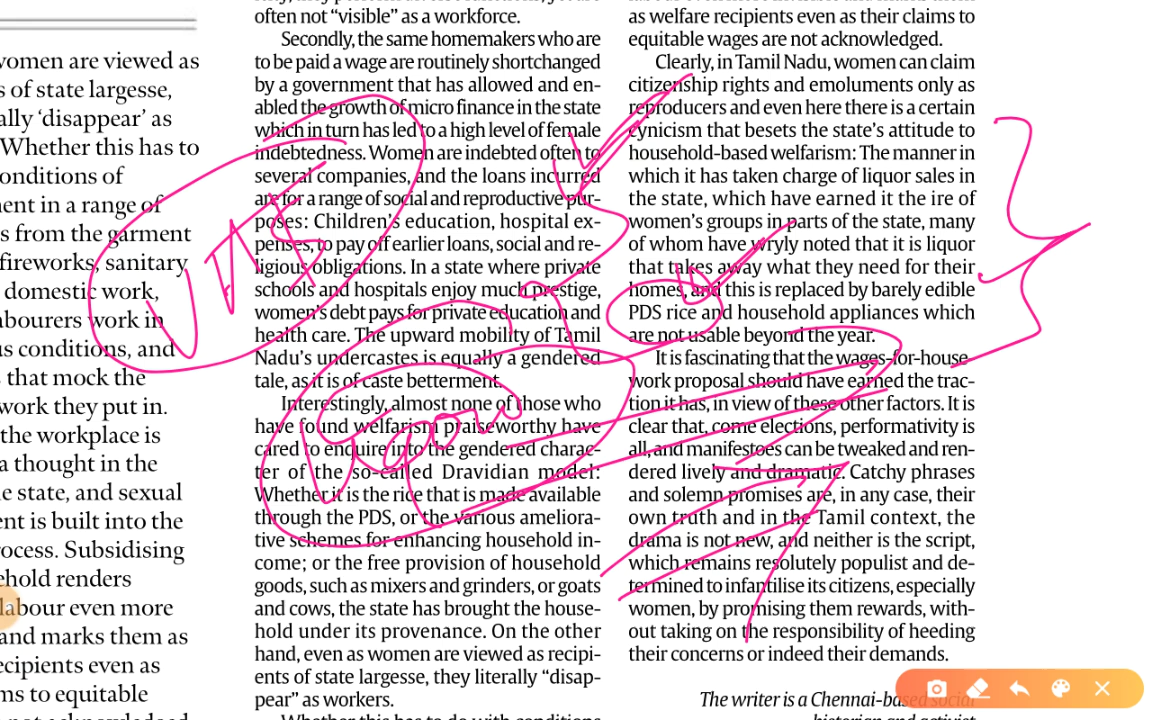 women are viewed as
s of state largesse,
ally ‘disappear’ as
Whether this has to
onditions of
ent in a range of
s from the garment
fireworks, sanitary
domestic work,
abourers work in
us conditions, and
s that mock the
work they put in.
the workplace is
a thought in the
e state, and sexual
ent is built into the
rocess. Subsidising
ehold renders
labour even more
and marks them as
ecipients even as
ms to equitable
often not “visible” as a workforce.
Secondly, the same homemakers who are
to be paid a wage are routinely shortchanged
by a government that has allowed and en-
abled the growth of micro finance in the state
which in turn has led to a high level of female
indebtedness. Women are indebted often to
several companies, and the loans incurred
are for a range of social and reproductive pur-
poses: Children’s education, hospital ex-
penses, to pay off earlier loans, social and re-
ligious obligations. In a state where private
schools and hospitals enjoy much prestige,
women’s debt pays for private education and
health care. The upward mobility of Tamil
Nadu’s undercastes is equally a gendered
tale, as it is of caste betterment.
Interestingly, almost none of those who
have found welfarism praiseworthy have
cared to enquire into the gendered charac-
ter of the so-called Dravidian model:
Whether it is the rice that is made available
through the PDS, or the various ameliora-
tive schemes for enhancing household in-
come; or the free provision of household
goods, such as mixers and grinders, or goats
and cows, the state has brought the house-
hold under its provenance. On the other
hand, even as women are viewed as recipi-
ents of state largesse, they literally “disap-
pear” as workers.
Whether this has to do with conditions
as welfare recipients even as their claims to
equitable wages are not acknowledged.
Clearly, in Tamil Nadu, women can claim
citizenship rights and emoluments only as
reproducers and even here there is a certain
cynicism that besets the state’s attitude to
household-based welfarism: The manner in
which it has taken charge of liquor sales in
the state, which have earned it the ire of
women’s groups in parts of the state, many
of whom have wryly noted that it is liquor
that takes away what they need for their
homes, and this is replaced by barely edible
PDS rice and household appliances which
are not usable beyond the year.
It is fascinating that the wages-for-house-
work proposal should have earned the trac-
tion it has, in view of these other factors. It is
clear that, come elections, performativity is
all, and manifestoes can be tweaked and ren-
dered lively and dramatic. Catchy phrases
and solemn promises are, in any case, their
own truth and in the Tamil context, the
drama is not new, and neither is the script,
which remains resolutely populist and de-
termined to infantilise its citizens, especially
women, by promising them rewards, with-
out taking on the responsibility of heeding
their concerns or indeed their demands.
The writer is a Chennai-based social
historian and activist